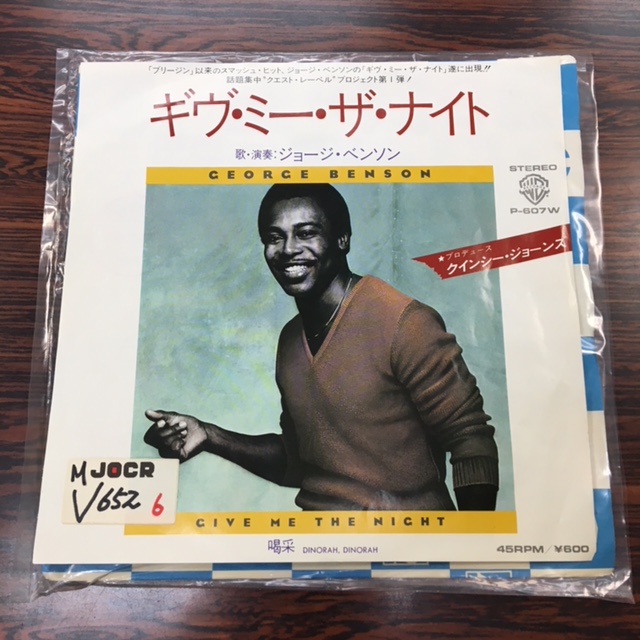 「ブリージン」以来のスマッシュ・ヒット、ジョージ・ベンソンの「ギヴ・ミー・ザ・ナイト」遂に出現!!
話題集中“クエスト・レーベル”プロジェクト第1弾!
ギヴ・ミー・ザ・ナイト
歌・演奏:ジョージ・ベンソン
GEORGE BENSON
STEREO
P-607W
★プロデュース
クインシー・ジョーンズ
M JOCR
V652 6
GIVE ME THE NIGHT
喝采 DINORAH, DINORAH
45RPM/¥600